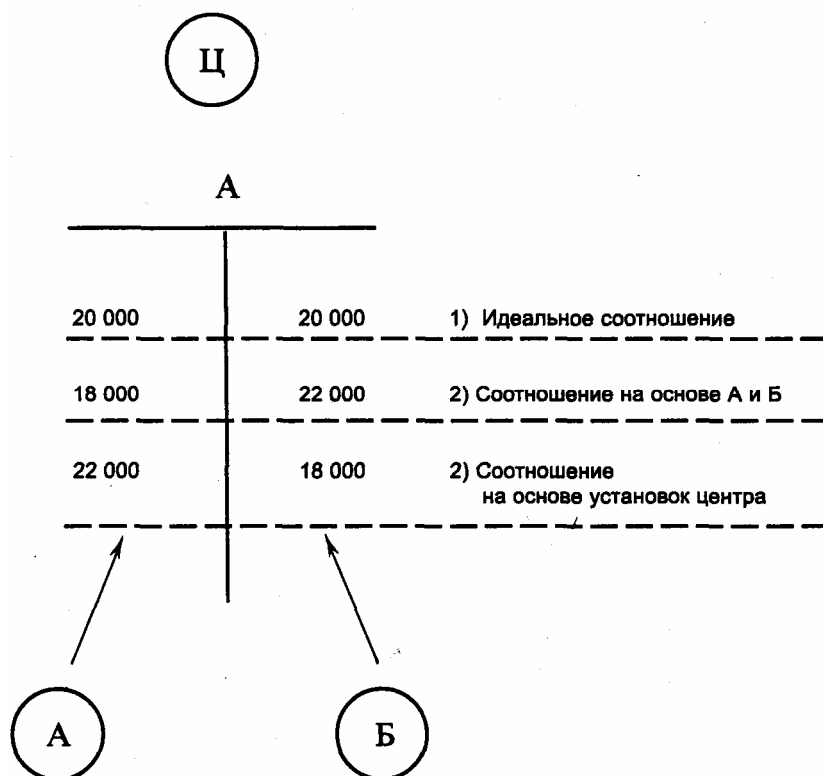 Ц
А
20 000 20 000 1) Идеальное соотношение
18 000 22 000 2) Соотношение на основе А и Б
22 000 18 000 2) Соотношение
на основе установок центра
А Б